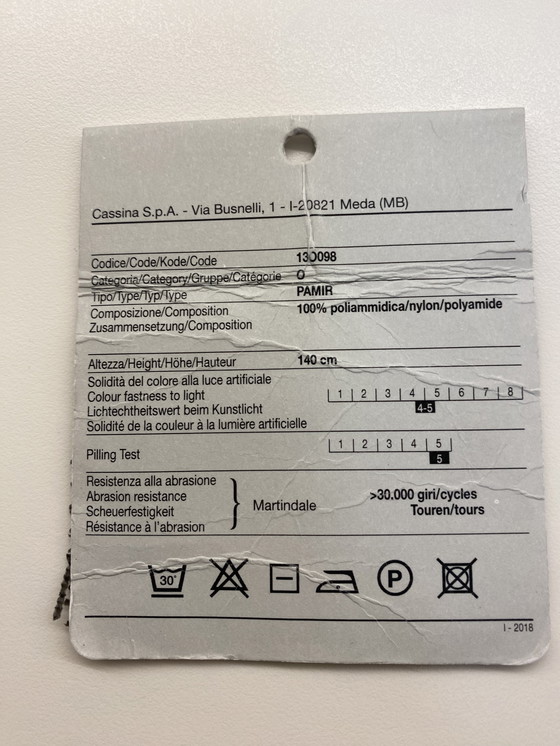 Cassina S.p.A. - Via Busnelli, 1 - I-20821 Meda (MB)
Codice/Code/Kode/Code 130098
Categoria/Category/Gruppe/Catégorie O
Tipo/Type/Typ/Type PAMIR
Composizione/Composition 100% poliammidica/nylon/polyamide
Zusammensetzung/Composition
Altezza/Height/Höhe/Hauteur 140 cm
Solidità del colore alla luce artificiale
Colour fastness to light 1 2 3 4 5 6 7 8
Lichtechtheitswert beim Kunstlicht 4-5
Solidité de la couleur à la lumière artificielle
1 2 3 4 5
Pilling Test 5
Resistenza alla abrasione
Abrasion resistance >30.000 giri/cycles
Scheuerfestigkeit Martindale Touren/tours
Résistance à l'abrasion
30° P
I - 2018